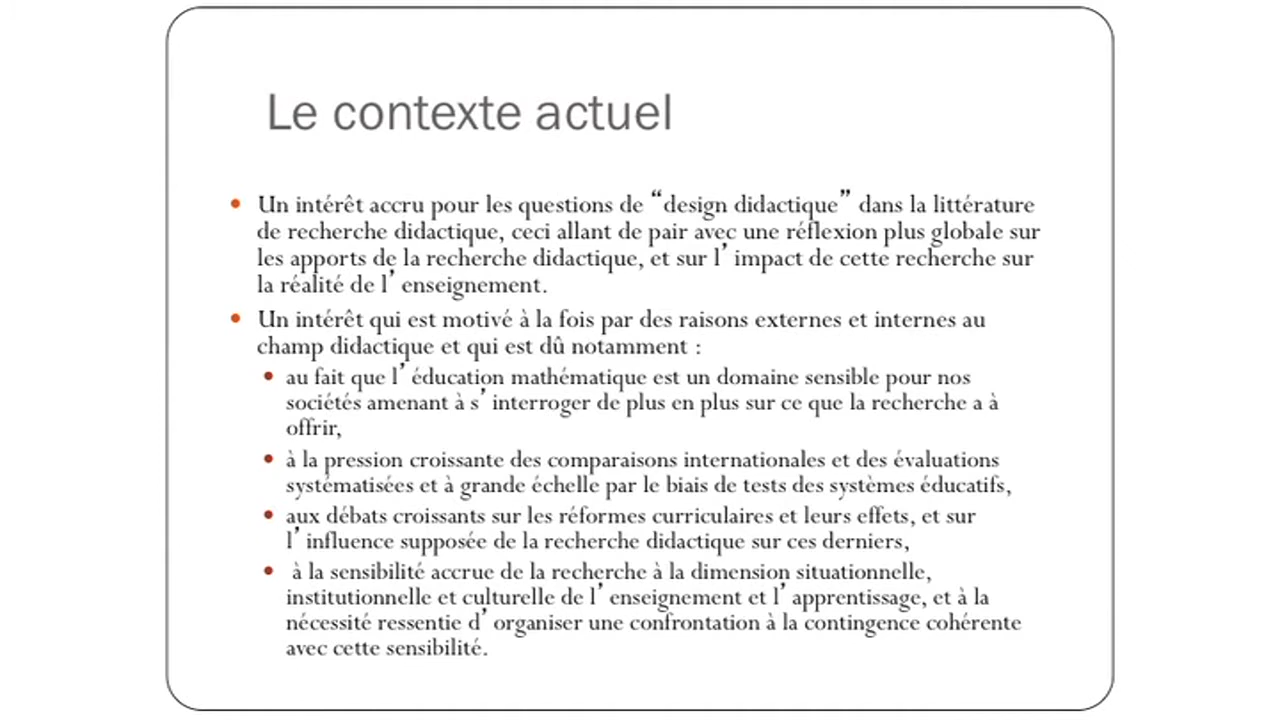 Le contexte actuel
Un intérêt accru pour les questions de “design didactique” dans la littérature
de recherche didactique, ceci allant de pair avec une réflexion plus globale sur
les apports de la recherche didactique, et sur l’ impact de cette recherche sur
la réalité de l’ enseignement.
Un intérêt qui est motivé à la fois par des raisons externes et internes au
champ didactique et qui est dû notamment :
au fait que l’ éducation mathématique est un domaine sensible pour nos
sociétés amenant à s’ interroger de plus en plus sur ce que la recherche a à
offrir,
à la pression croissante des comparaisons internationales et des évaluations
systématisées et à grande échelle par le biais de tests des systèmes éducatifs,
aux débats croissants sur les réformes curriculaires et leurs effets, et sur
l’ influence supposée de la recherche didactique sur ces derniers,
à la sensibilité accrue de la recherche à la dimension situationnelle,
institutionnelle et culturelle de l’ enseignement et l’ apprentissage, et à la
nécessité ressentie d’ organiser une confrontation à la contingence cohérente
avec cette sensibilité.